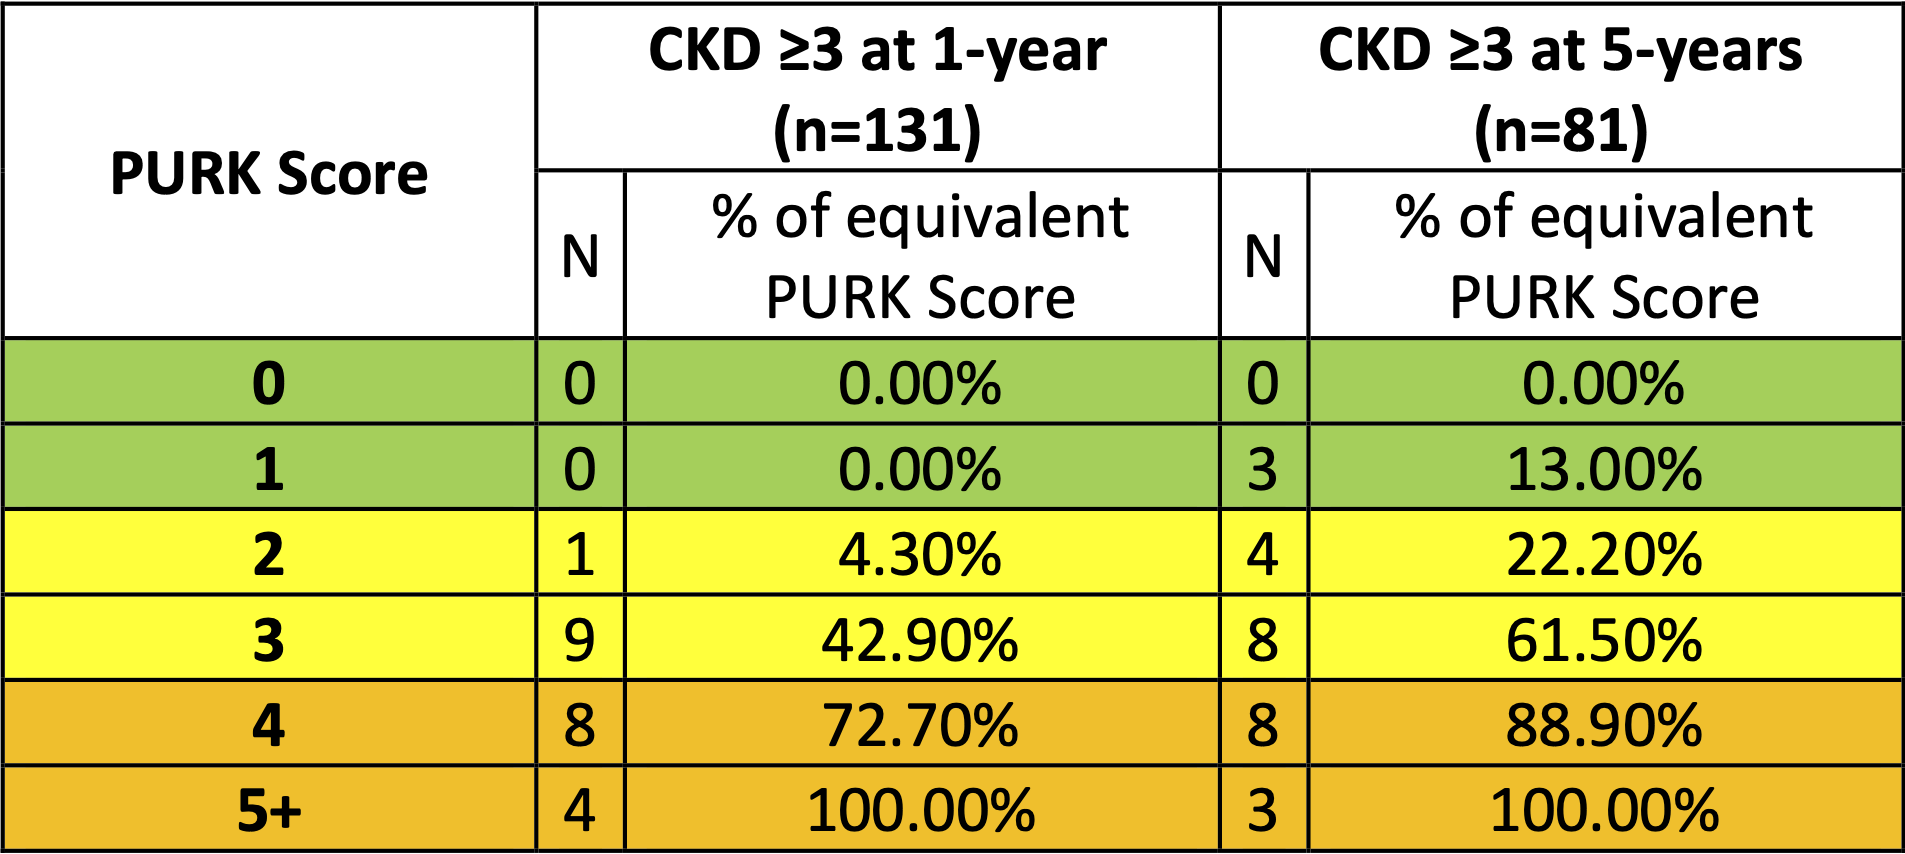 PURK Score
CKD ≥3 at 1-year
(n=131)
CKD ≥3 at 5-years
(n=81)
N
% of equivalent
PURK Score
N
% of equivalent
PURK Score
0 0 0.00% 0 0.00%
1 0 0.00% 3 13.00%
2 1 4.30% 4 22.20%
3 9 42.90% 8 61.50%
4 8 72.70% 8 88.90%
5+ 4 100.00% 3 100.00%